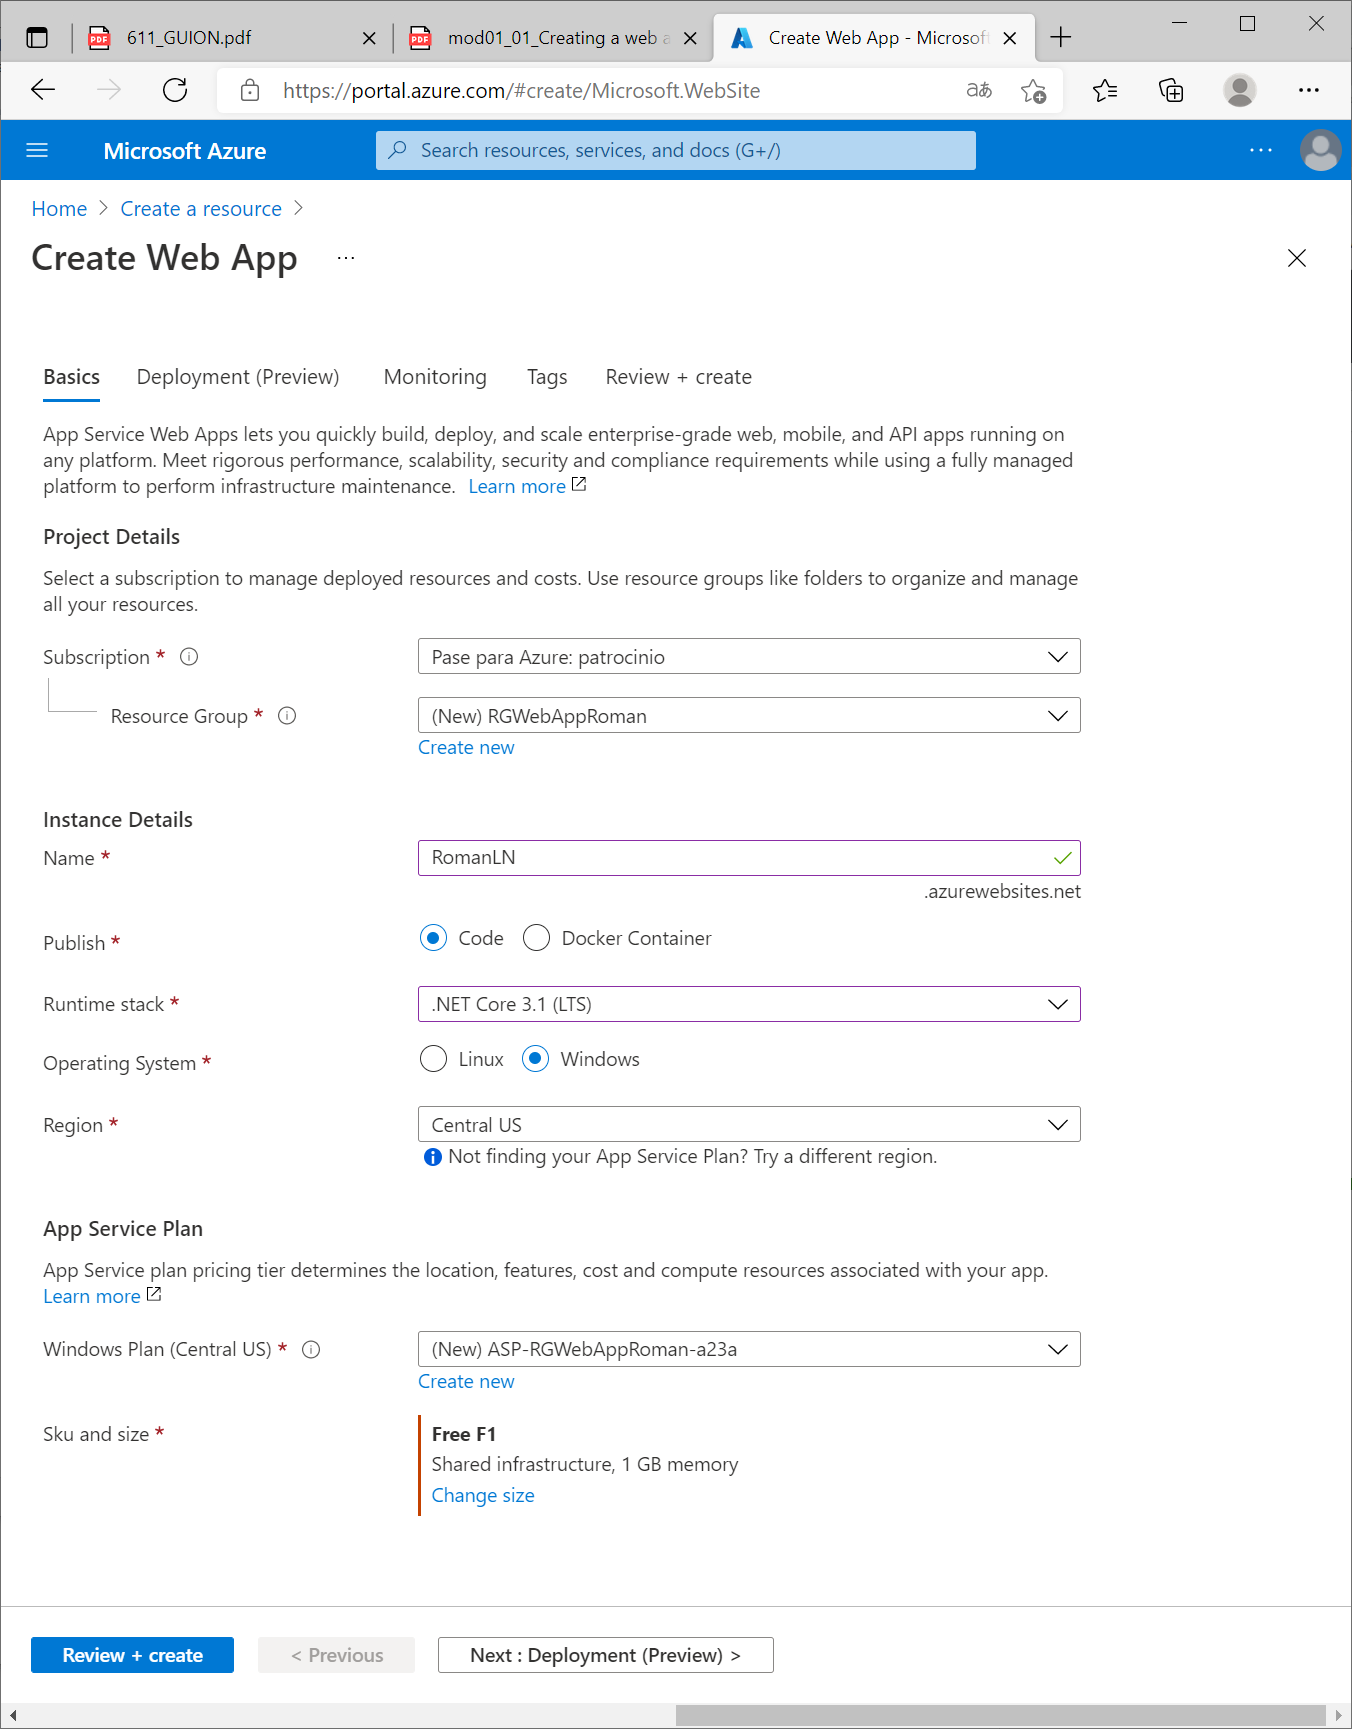 611_GUION.pdf
mod01_01_Creating a web a
Create Web App - Microsoft
https://portal.azure.com/#create/Microsoft.WebSite
aあ
Microsoft Azure
Search resources, services, and docs (G+/)
Home > Create a resource >
Create Web App ...
Basics Deployment (Preview) Monitoring Tags Review + create
App Service Web Apps lets you quickly build, deploy, and scale enterprise-grade web, mobile, and API apps running on
any platform. Meet rigorous performance, scalability, security and compliance requirements while using a fully managed
platform to perform infrastructure maintenance. Learn more
Project Details
Select a subscription to manage deployed resources and costs. Use resource groups like folders to organize and manage
all your resources.
Subscription *
Pase para Azure: patrocinio
Resource Group *
(New) RGWebAppRoman
Create new
Instance Details
Name *
RomanLN
.azurewebsites.net
Publish *
Code Docker Container
Runtime stack *
.NET Core 3.1 (LTS)
Operating System *
Linux Windows
Region *
Central US
Not finding your App Service Plan? Try a different region.
App Service Plan
App Service plan pricing tier determines the location, features, cost and compute resources associated with your app.
Learn more
Windows Plan (Central US) *
(New) ASP-RGWebAppRoman-a23a
Create new
Sku and size *
Free F1
Shared infrastructure, 1 GB memory
Change size
Review + create
< Previous
Next : Deployment (Preview) >